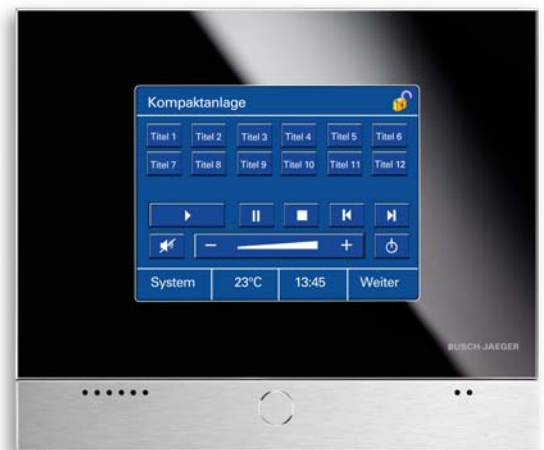 Kompaktanlage
Titel 1 Titel 2 Titel 3 Titel 4 Titel 5 Titel 6
Titel 7 Titel 8 Titel 9 Titel 10 Titel 11 Titel 12
System 23°C 13:45 Weiter
BUSCH-JAEGER